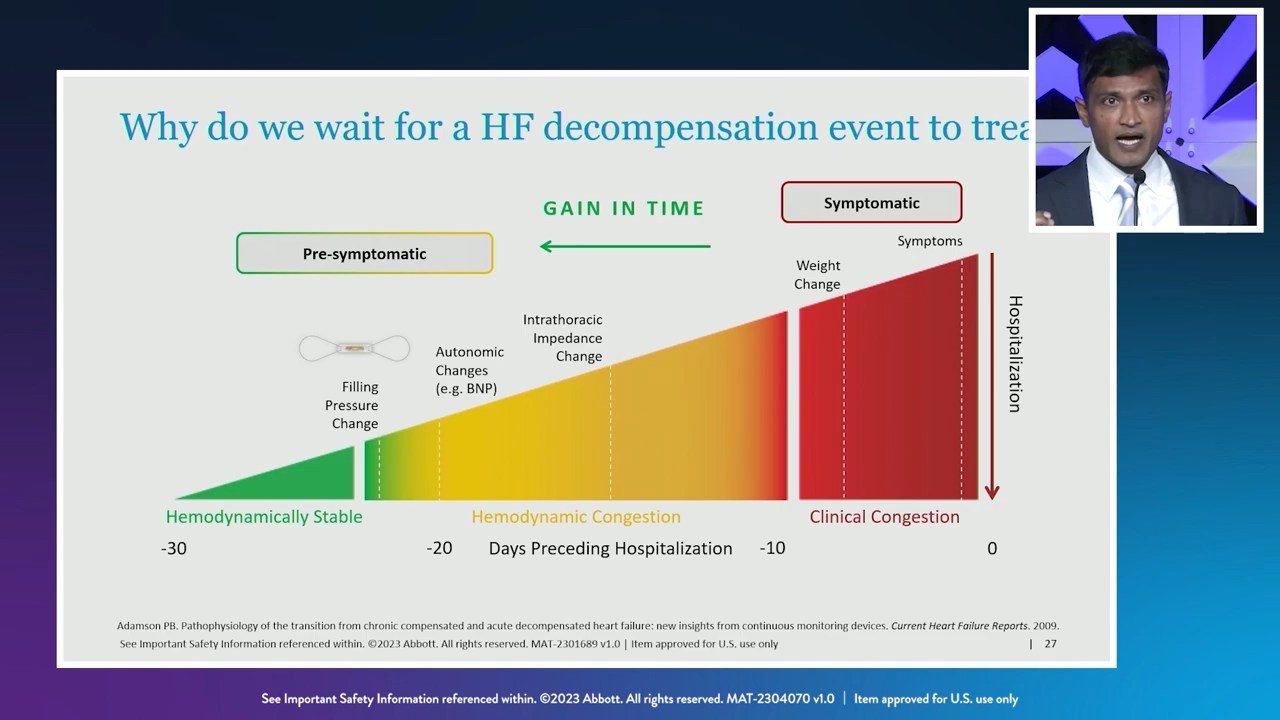 Why do we wait for a HF decompensation event to
GAIN IN TIME
Symptomatic
Pre-symptomatic
Symptoms
Weight
Change
Intrathoracic
Impedance
Change
Autonomic
Changes
(e.g. BNP)
Filling
Pressure
Change
Hospitalization
Hemodynamically Stable
Hemodynamic Congestion
Clinical Congestion
-30
-20
Days Preceding Hospitalization
-10
0
Adamson PB. Pathophysiology of the transition from chronic compensated and acute decompensated heart failure: new insights from continuous monitoring devices. Current Heart Failure Reports. 2009.
See Important Safety Information referenced within. ©2023 Abbott. All rights reserved. MAT-2301689 v1.0 | Item approved for U.S. use only
| 27
See Important Safety Information referenced within. ©2023 Abbott. All rights reserved. MAT-2304070 v1.0 | Item approved for U.S. use only